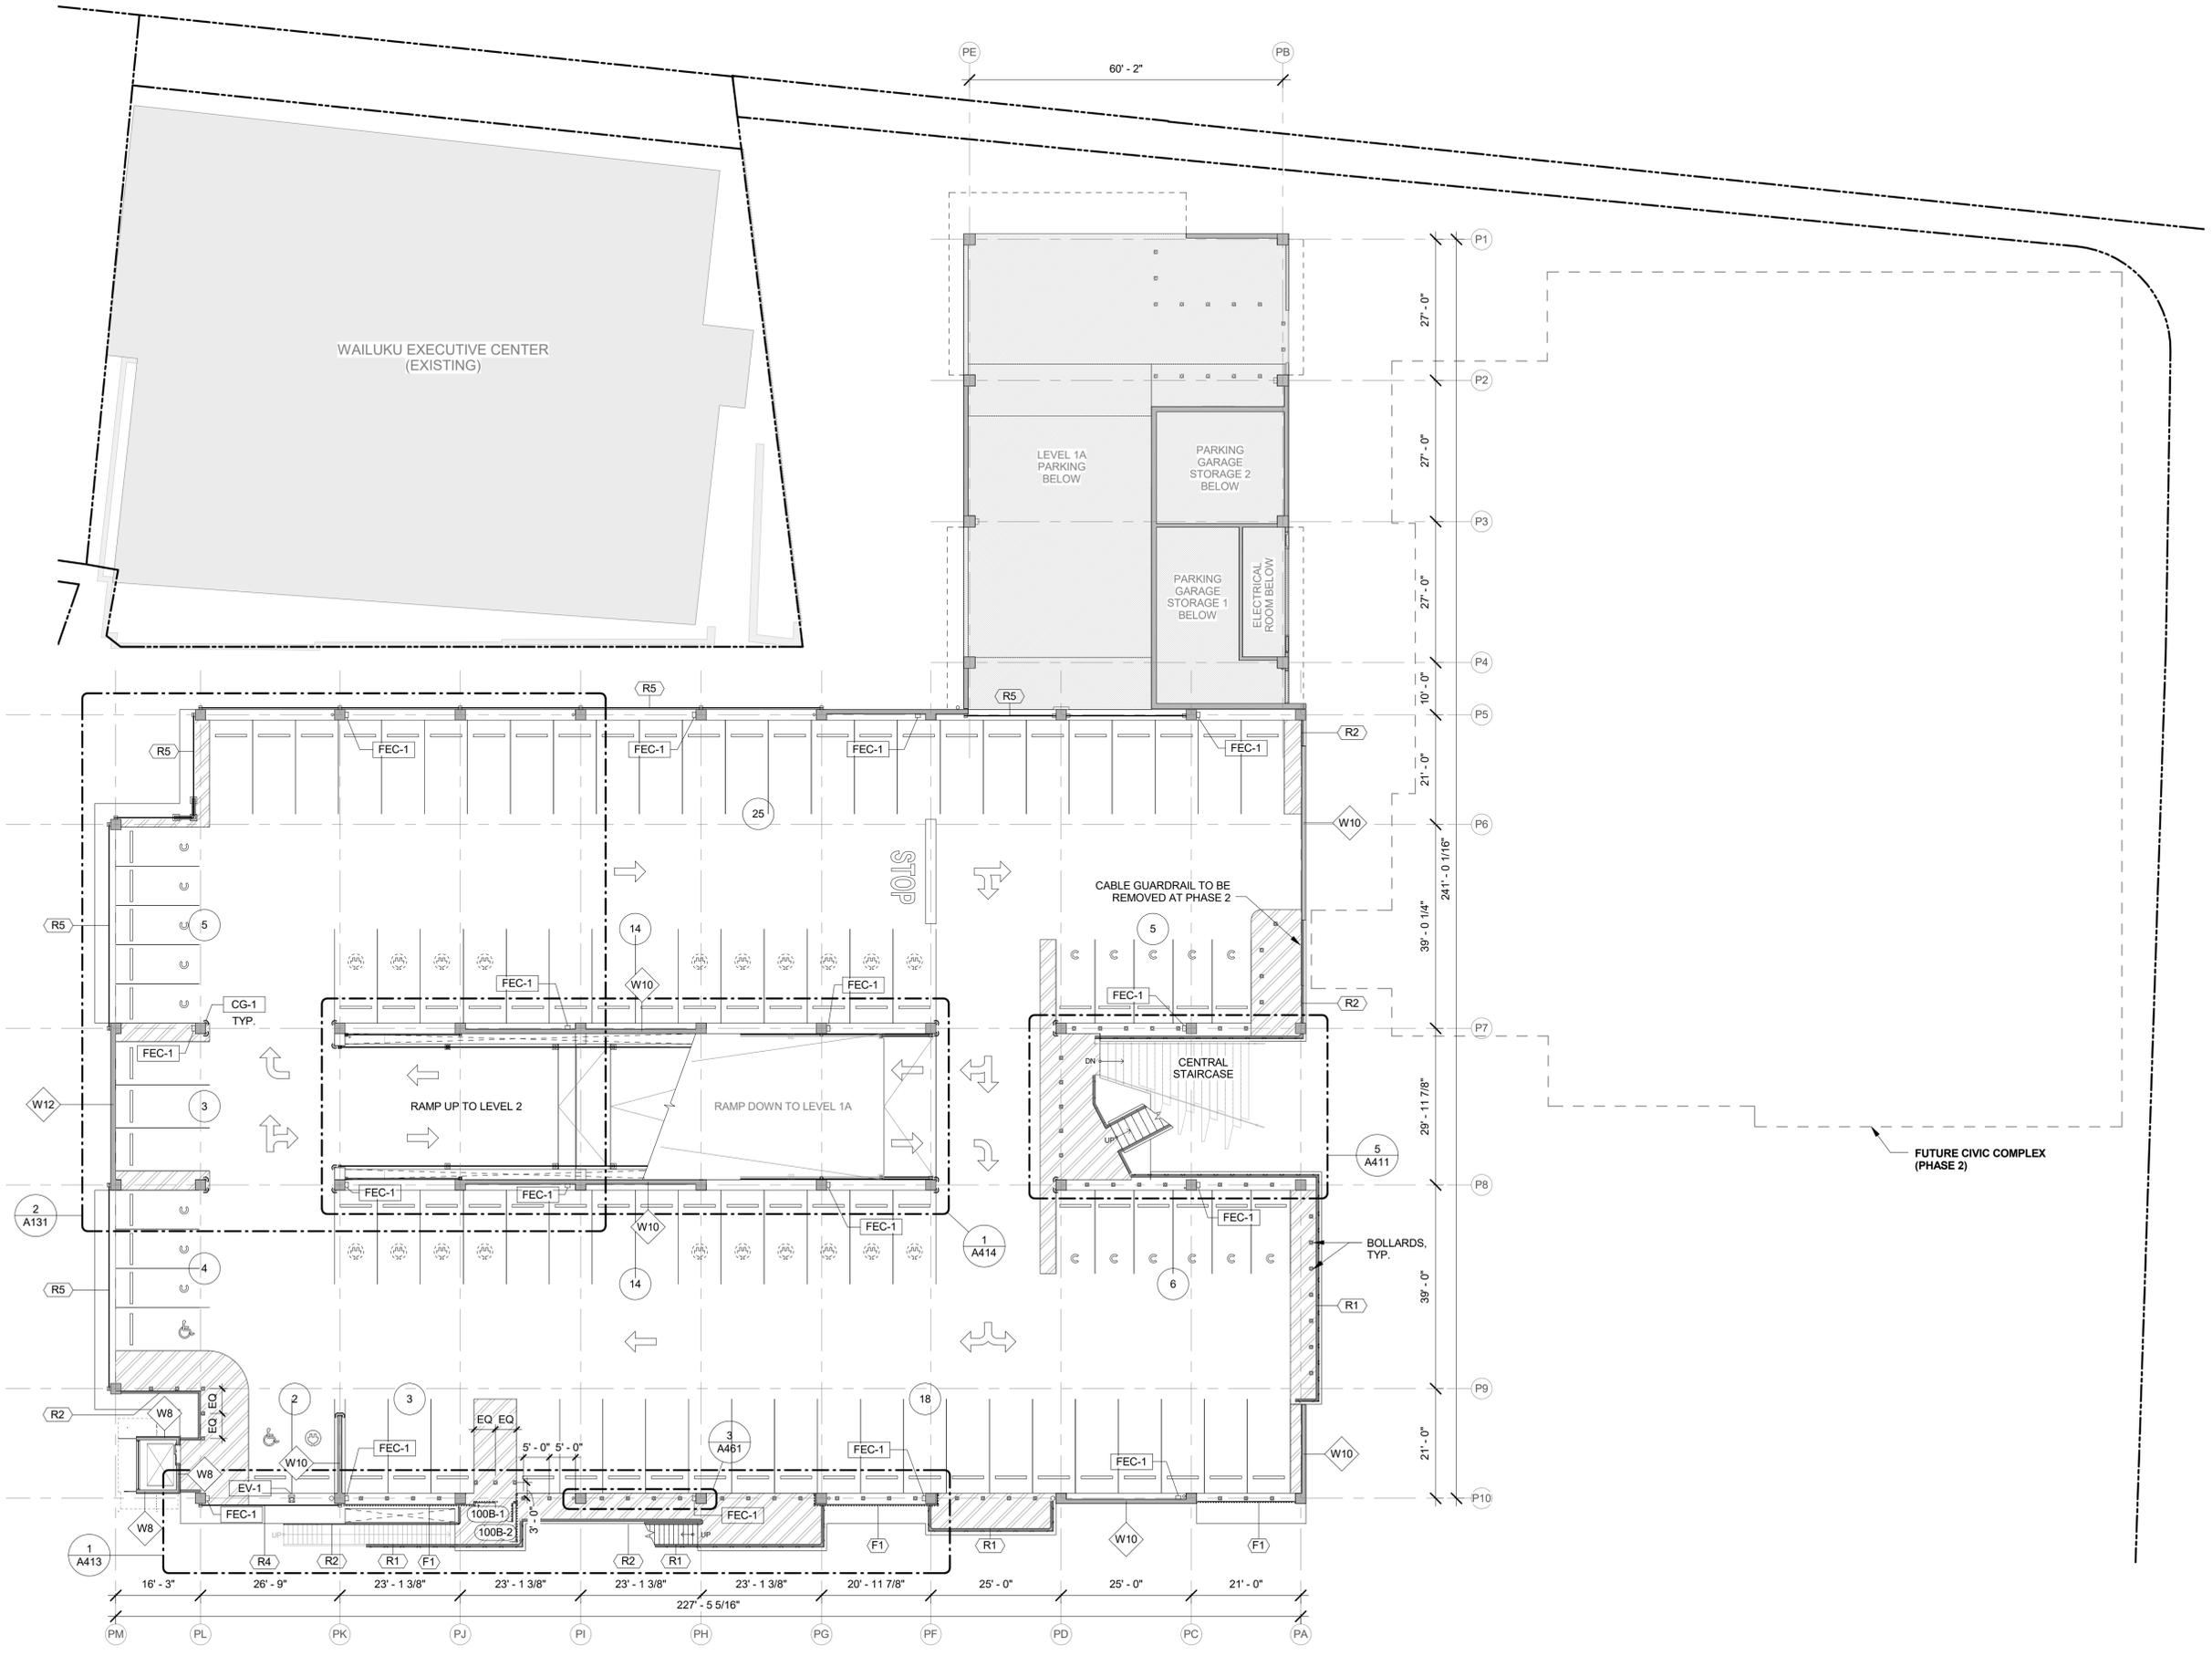 PE
PB
60' - 2"
P1
27' - 0"
WAILUKU EXECUTIVE CENTER
(EXISTING)
P2
LEVEL 1A
PARKING
BELOW
PARKING
GARAGE
STORAGE 2
BELOW
27' - 0"
P3
PARKING
GARAGE
STORAGE 1
BELOW
ELECTRICAL
ROOM BELOW
27' - 0"
P4
R5
R5
10' - 0"
P5
R5
FEC-1
FEC-1
FEC-1
FEC-1
R2
21' - 0"
25
W10
P6
STOP
241' - 0 1/16"
CABLE GUARDRAIL TO BE
REMOVED AT PHASE 2
R5
5
14
5
39' - 0 1/4"
FEC-1
W10
FEC-1
FEC-1
CG-1
TYP.
R2
P7
FEC-1
DN
CENTRAL
STAIRCASE
W12
3
RAMP UP TO LEVEL 2
RAMP DOWN TO LEVEL 1A
29' - 11 7/8"
UP
5
A411
FUTURE CIVIC COMPLEX
(PHASE 2)
P8
FEC-1
FEC-1
2
A131
W10
FEC-1
FEC-1
1
A414
BOLLARDS,
TYP.
R5
4
14
6
39' - 0"
R1
P9
EQ
EQ
2
3
18
R2
W8
EQ
EQ
3
A461
W10
FEC-1
5' - 0"
5' - 0"
FEC-1
FEC-1
W10
21' - 0"
W8
EV-1
P10
FEC-1
100B-1
3' - 0"
FEC-1
W8
100B-2
UP
UP
W10
1
A413
R4
R2
R1
F1
R2
R1
F1
R1
F1
16' - 3"
26' - 9"
23' - 1 3/8"
23' - 1 3/8"
23' - 1 3/8"
23' - 1 3/8"
20' - 11 7/8"
25' - 0"
25' - 0"
21' - 0"
227' - 5 5/16"
PM
PL
PK
PJ
PI
PH
PG
PF
PD
PC
PA